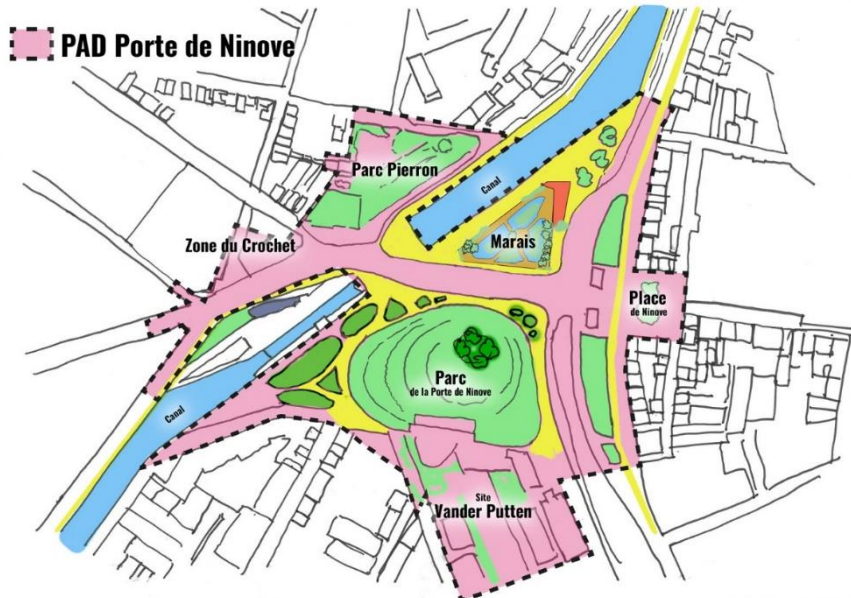 PAD Porte de Ninove
Parc Pierron
Canal
Zone du Crochet
Marais
Place
de Ninove
Parc
de la Porte de Ninove
Canal
Site
Vander Putten